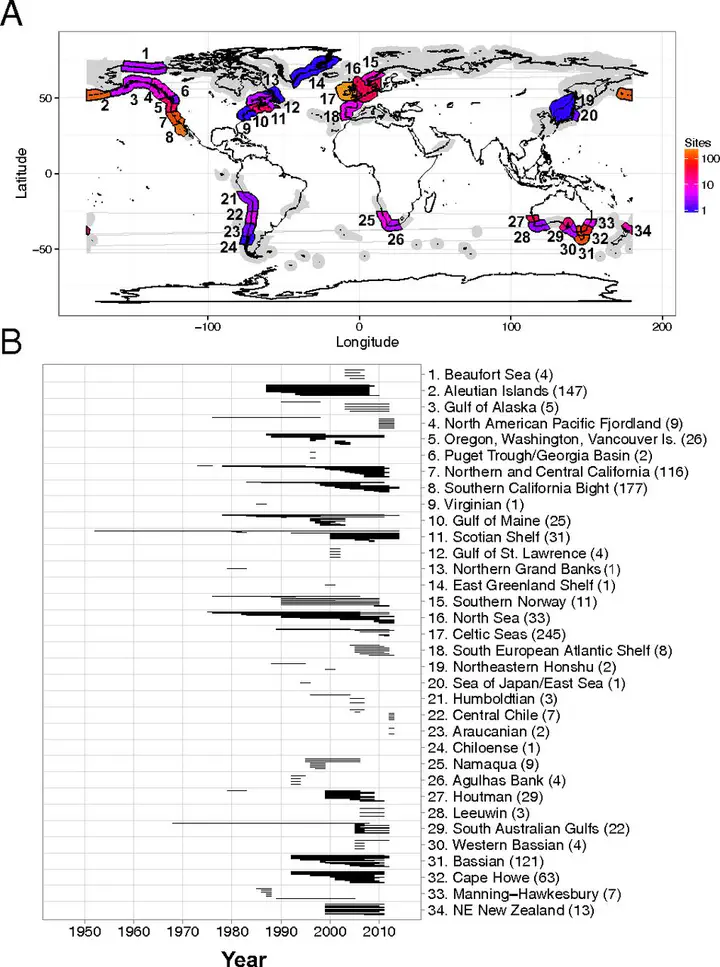 A
1
2
3
4
5
6
7
8
9
10
11
12
13
14
15
16
17
18
19
20
21
22
23
24
25
26
27
28
29
30
31
32
33
34
50
0
−50
Latitude
−100
0
100
200
Longitude
Sites
100
10
1
B
1. Beaufort Sea (4)
2. Aleutian Islands (147)
3. Gulf of Alaska (5)
4. North American Pacific Fjordland (9)
5. Oregon, Washington, Vancouver Is. (26)
6. Puget Trough/Georgia Basin (2)
7. Northern and Central California (116)
8. Southern California Bight (177)
9. Virginian (1)
10. Gulf of Maine (25)
11. Scotian Shelf (31)
12. Gulf of St. Lawrence (4)
13. Northern Grand Banks (1)
14. East Greenland Shelf (1)
15. Southern Norway (11)
16. North Sea (33)
17. Celtic Seas (245)
18. South European Atlantic Shelf (8)
19. Northeastern Honshu (2)
20. Sea of Japan/East Sea (1)
21. Humboldtian (3)
22. Central Chile (7)
23. Araucanian (2)
24. Chiloense (1)
25. Namaqua (9)
26. Agulhas Bank (4)
27. Houtman (29)
28. Leeuwin (3)
29. South Australian Gulfs (22)
30. Western Bassian (4)
31. Bassian (121)
32. Cape Howe (63)
33. Manning−Hawkesbury (7)
34. NE New Zealand (13)
1950 1960 1970 1980 1990 2000 2010
Year